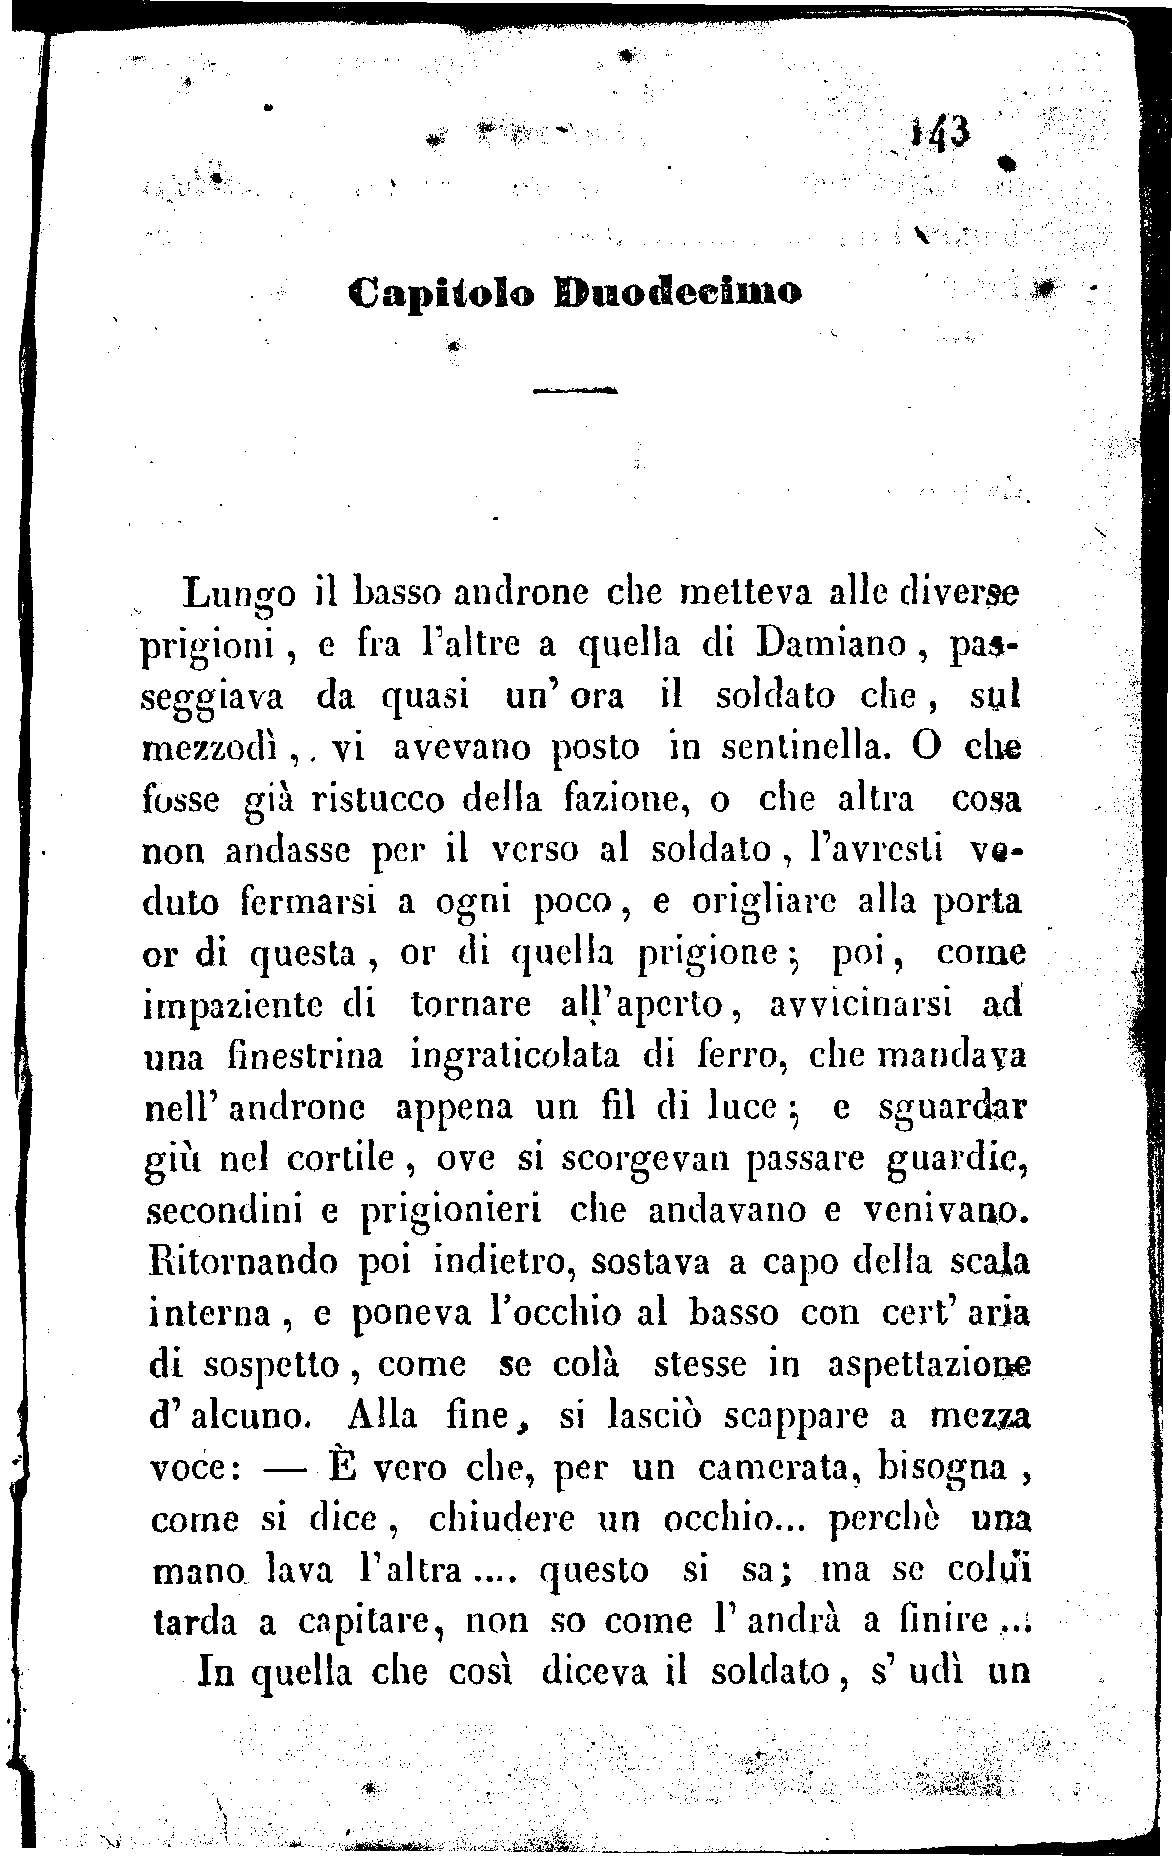 143
Capitolo Duodecimo
Lungo il basso androne che metteva alle diverse
prigioni, e fra l'altre a quella di Damiano, pas-
seggiava da quasi un' ora il soldato che, sul
mezzodì,. vi avevano posto in sentinella. O che
fosse già ristucco della fazione, o che altra cosa
non andasse per il verso al soldato, l'avresti ve-
duto fermarsi a ogni poco, e origliare alla porta
or di questa, or di quella prigione; poi, come
impaziente di tornare all'aperto, avvicinarsi ad
una finestrina ingraticolata di ferro, che mandava
nell' androne appena un fil di luce; e sguardar
giù nel cortile, ove si scorgevan passare guardie,
secondini e prigionieri che andavano e venivano.
Ritornando poi indietro, sostava a capo della scala
interna, e poneva l'occhio al basso con cert' aria
di sospetto, come se colà stesse in aspettazione
d' alcuno. Alla fine, si lasciò scappare a mezza
voce: — È vero che, per un camerata, bisogna,
come si dice, chiudere un occhio... perchè una
mano lava l'altra.... questo si sa; ma se colui
tarda a capitare, non so come l' andrà a finire...
In quella che così diceva il soldato, s' udì un